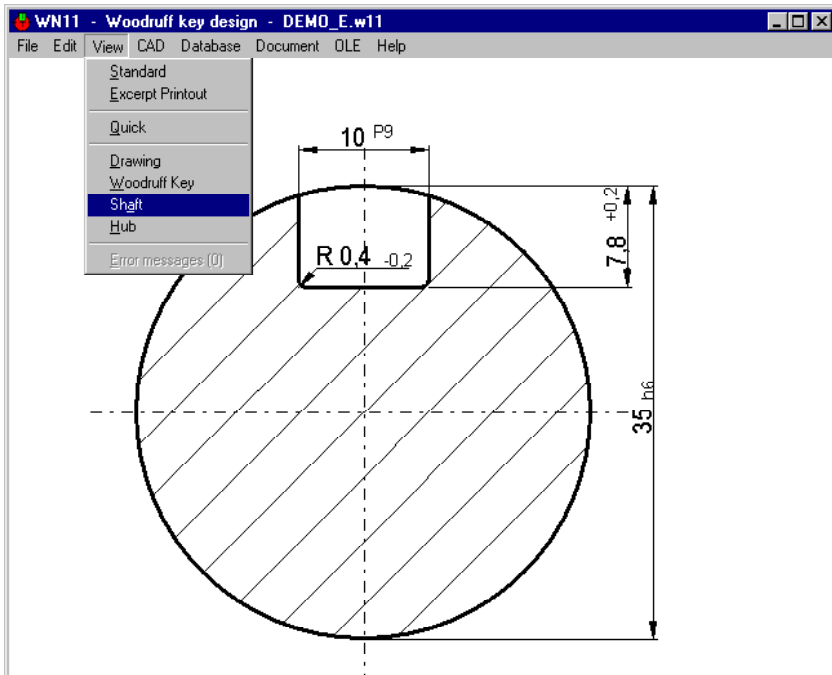 WN11 - Woodruff key design - DEMO_E.w11
File Edit View CAD Database Document OLE Help
Standard
Excerpt Printout
Quick
Drawing
Woodruff Key
Shaft
Hub
Error messages (0)
10 P9
R 0,4 -0,2
7,8 +0,2
35 h6